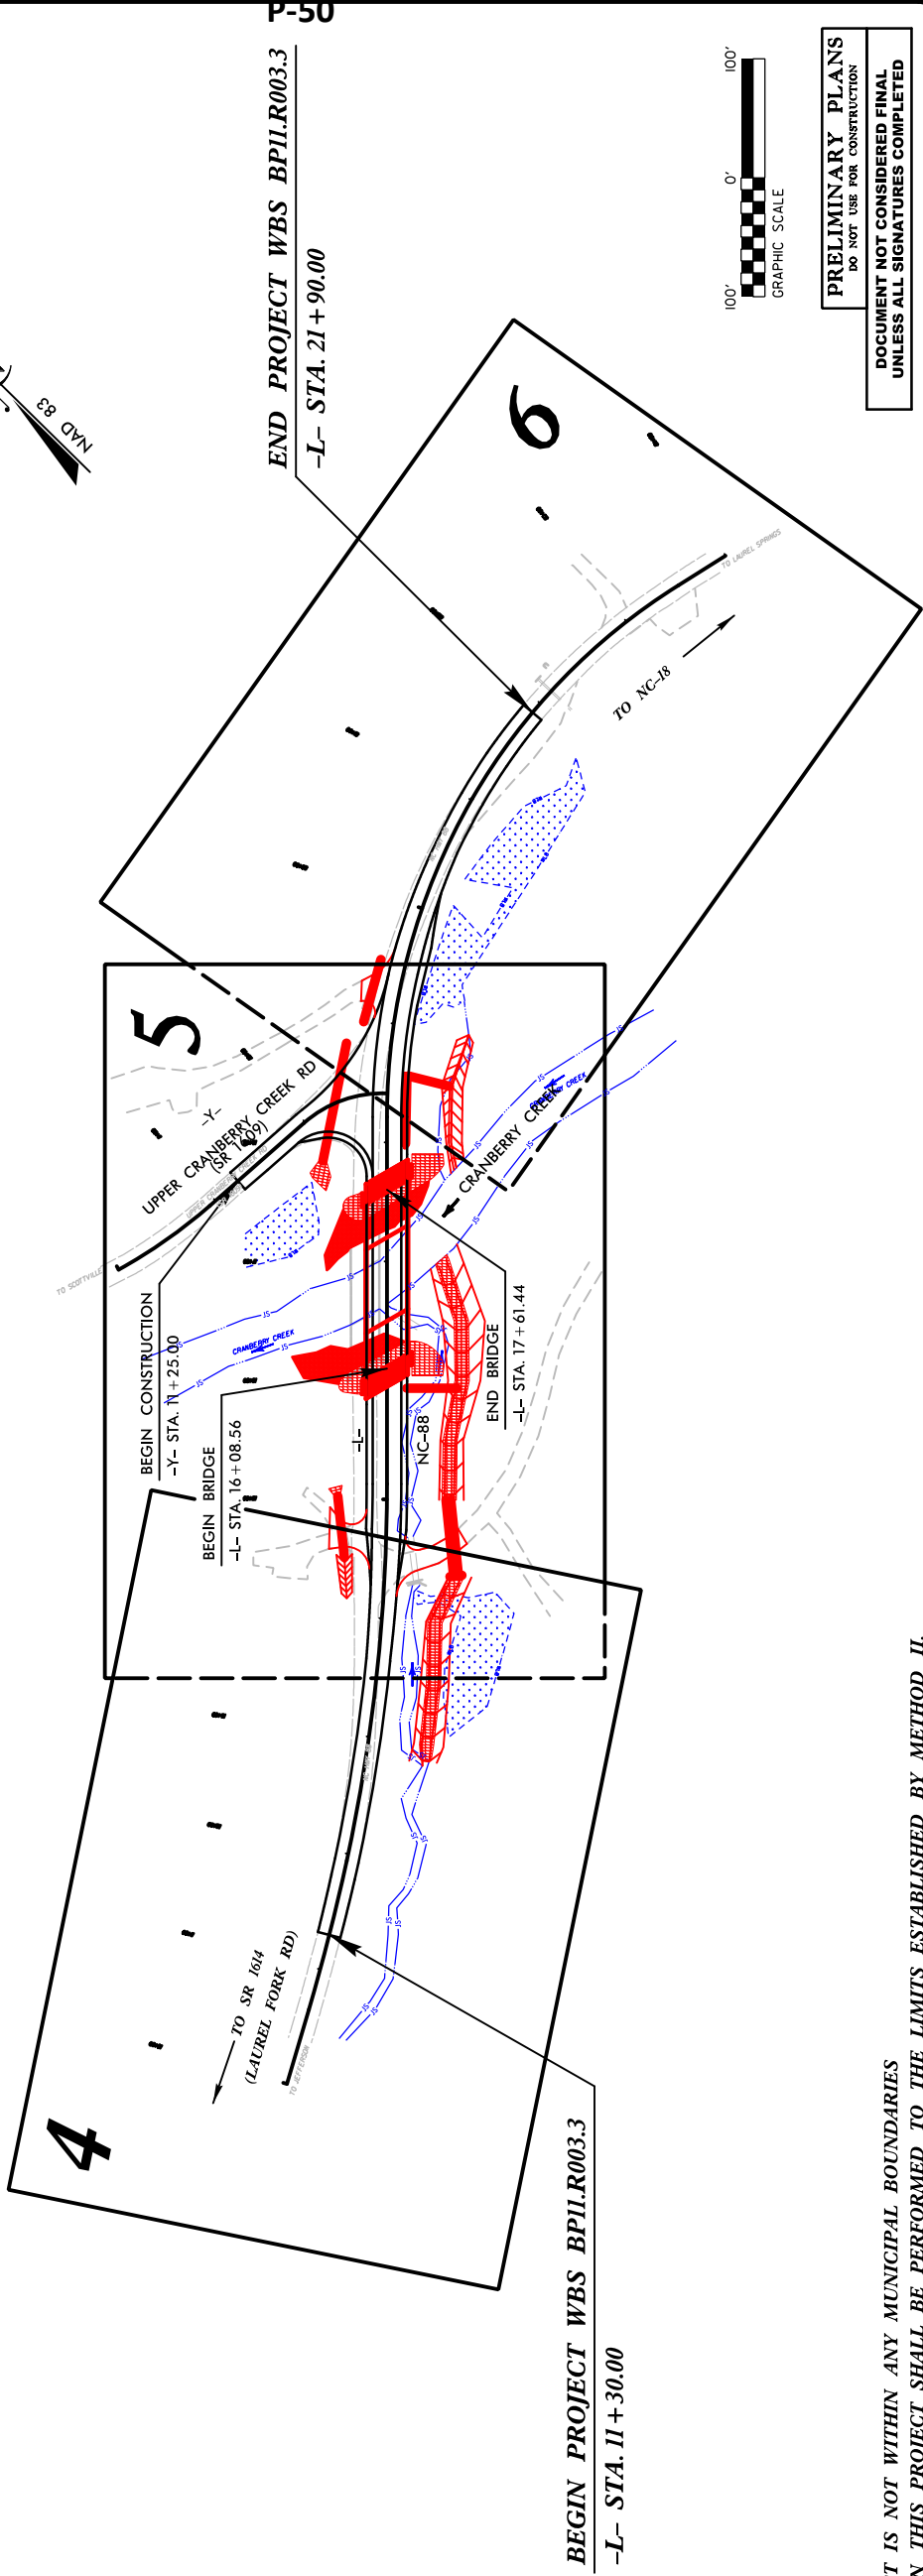 P-50
NAD 83
END PROJECT WBS BP11.R003.3
-L- STA. 21+90.00
100' 0' 100'
GRAPHIC SCALE
PRELIMINARY PLANS
DO NOT USE FOR CONSTRUCTION
DOCUMENT NOT CONSIDERED FINAL
UNLESS ALL SIGNATURES COMPLETED
6
TO LAUREL SPRINGS
TO NC-18
5
-Y-
UPPER CRANBERRY CREEK RD
(SR 1609)
TO SCOTTVILLE
CRANBERRY CREEK
CRANBERRY CREEK
BEGIN CONSTRUCTION
-Y- STA. 11+25.00
BEGIN BRIDGE
-L- STA. 16+08.56
END BRIDGE
-L- STA. 17+61.44
-L-
NC-88
4
TO SR 1614
(LAUREL FORK RD)
TO JEFFERSON
BEGIN PROJECT WBS BP11.R003.3
-L- STA. 11+30.00
T IS NOT WITHIN ANY MUNICIPAL BOUNDARIES
N THIS PROJECT SHALL BE PERFORMED TO THE LIMITS ESTABLISHED BY METHOD II.